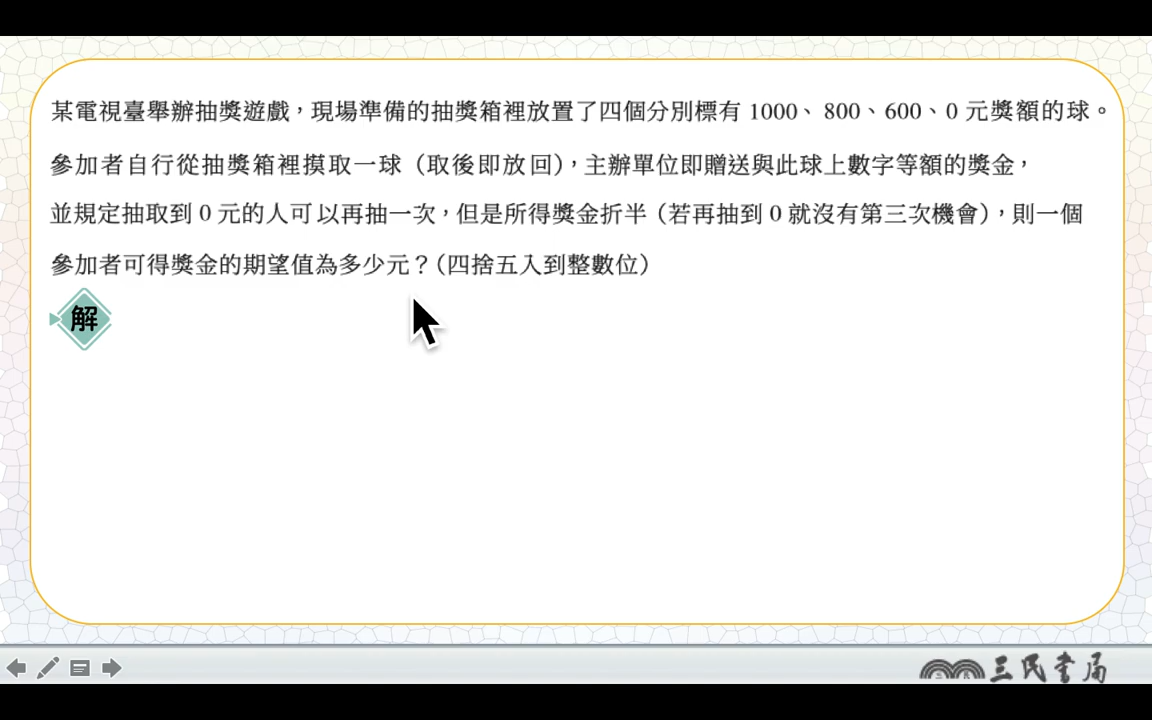 某電視臺舉辦抽獎遊戲，現場準備的抽獎箱裡放置了四個分別標有 1000、800、600、0 元獎額的球。
參加者自行從抽獎箱裡摸取一球（取後即放回），主辦單位即贈送與此球上數字等額的獎金，
並規定抽取到 0 元的人可以再抽一次，但是所得獎金折半（若再抽到 0 就沒有第三次機會），則一個
參加者可得獎金的期望值為多少元？（四捨五入到整數位）
解
三民書局